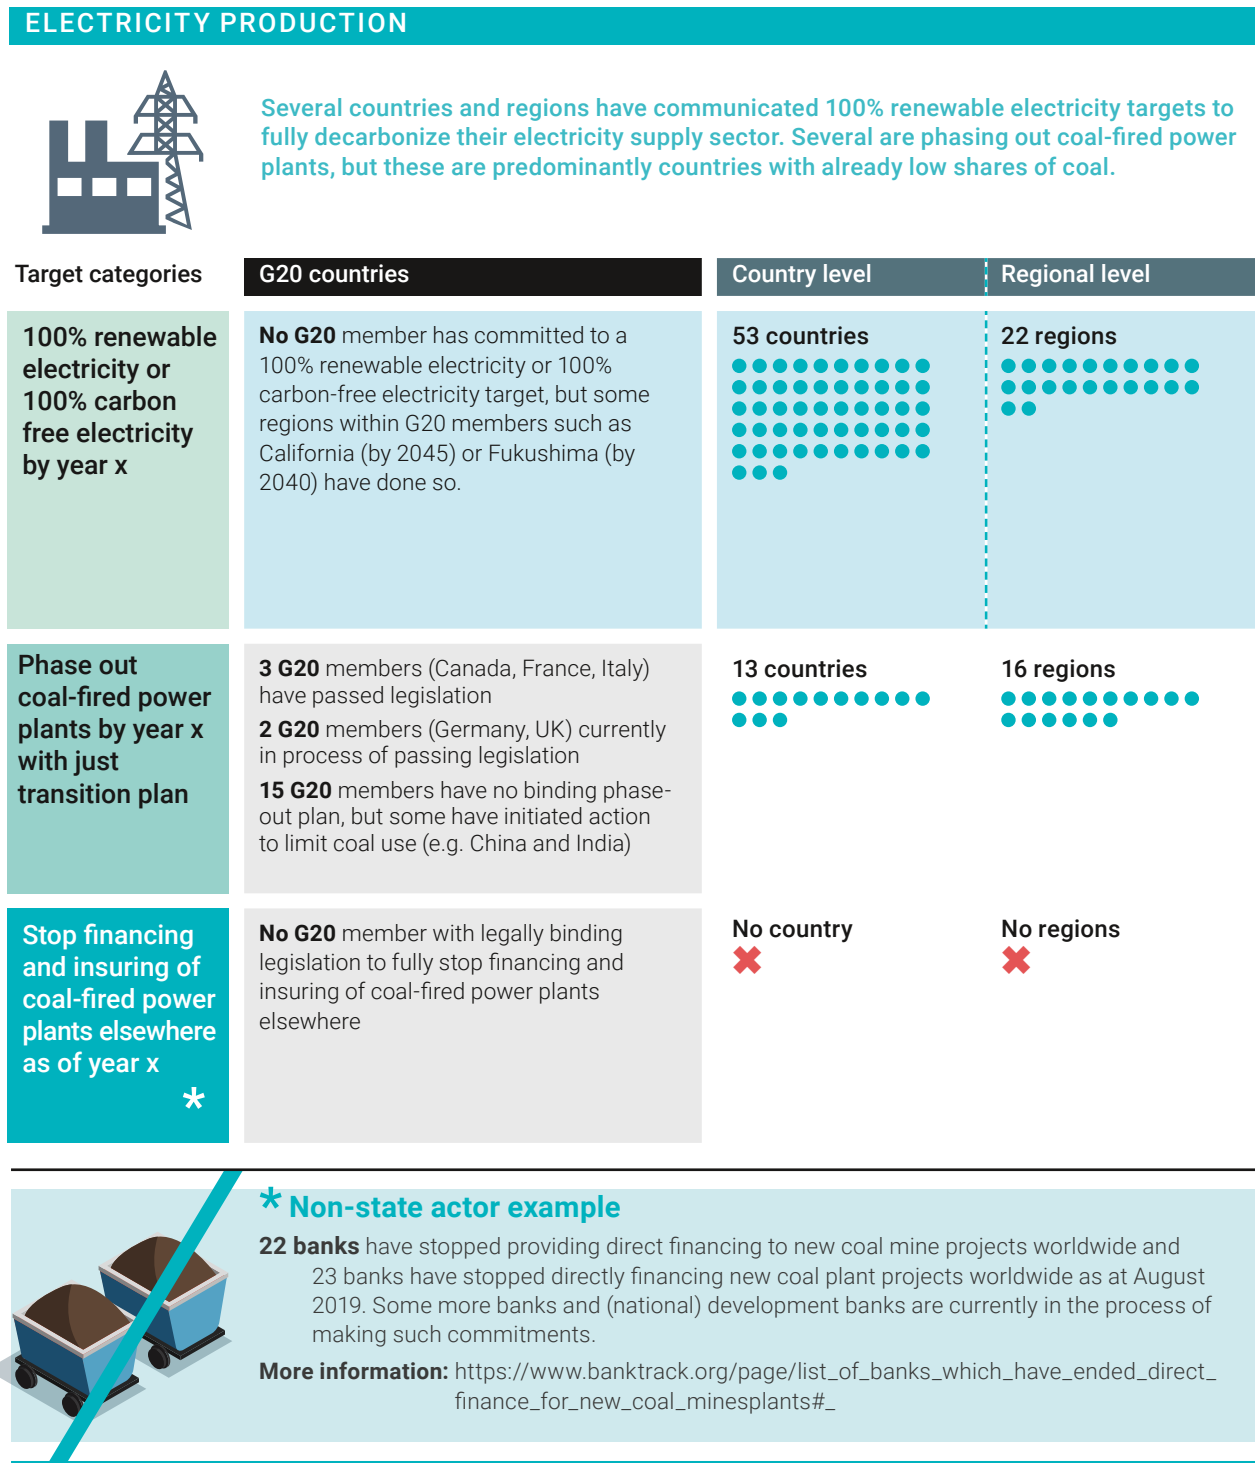 ELECTRICITY PRODUCTION
Several countries and regions have communicated 100% renewable electricity targets to
fully decarbonize their electricity supply sector. Several are phasing out coal-fired power
plants, but these are predominantly countries with already low shares of coal.
Target categories
G20 countries
Country level
Regional level
100% renewable
electricity or
100% carbon
free electricity
by year x
No G20 member has committed to a
100% renewable electricity or 100%
carbon-free electricity target, but some
regions within G20 members such as
California (by 2045) or Fukushima (by
2040) have done so.
53 countries
22 regions
Phase out
coal-fired power
plants by year x
with just
transition plan
3 G20 members (Canada, France, Italy)
have passed legislation
2 G20 members (Germany, UK) currently
in process of passing legislation
15 G20 members have no binding phase-
out plan, but some have initiated action
to limit coal use (e.g. China and India)
13 countries
16 regions
Stop financing
and insuring of
coal-fired power
plants elsewhere
as of year x
*
No G20 member with legally binding
legislation to fully stop financing and
insuring of coal-fired power plants
elsewhere
No country
No regions
* Non-state actor example
22 banks have stopped providing direct financing to new coal mine projects worldwide and
23 banks have stopped directly financing new coal plant projects worldwide as at August
2019. Some more banks and (national) development banks are currently in the process of
making such commitments.
More information: https://www.banktrack.org/page/list_of_banks_which_have_ended_direct_
finance_for_new_coal_minesplants#_